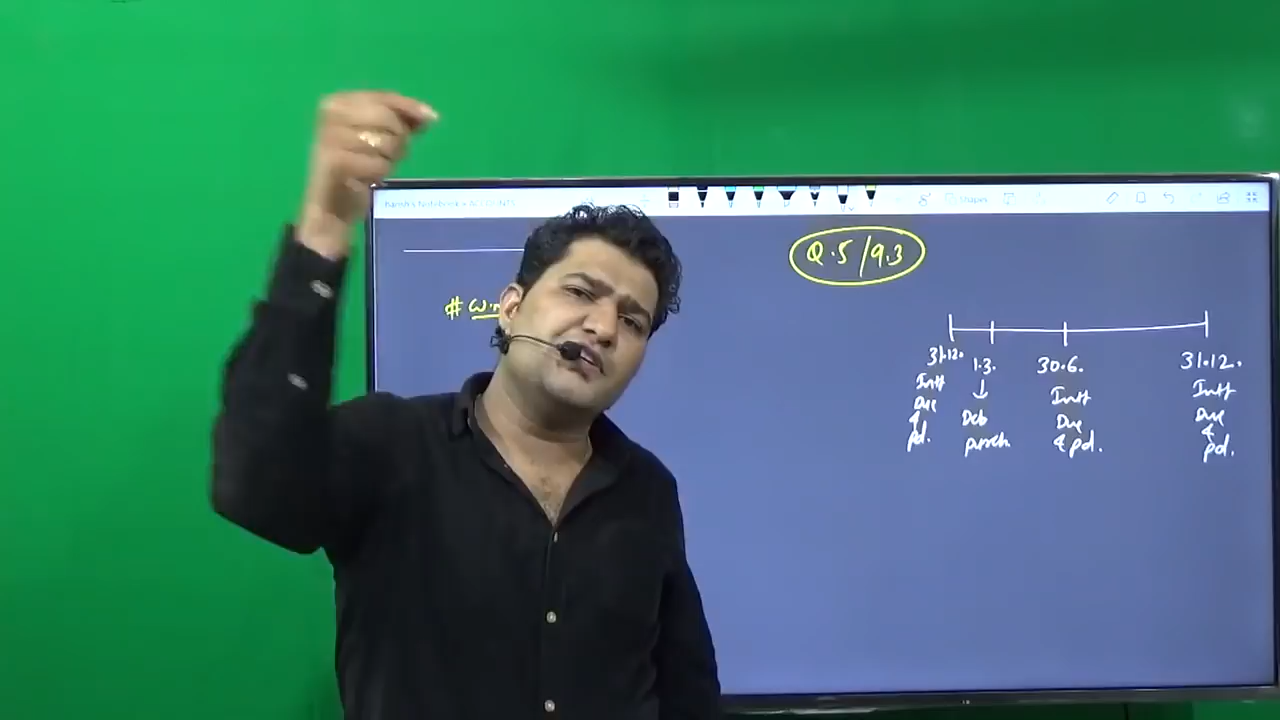 Q.5/9.3
# W.N
31.12. 1.3. 30.6. 31.12.
Intt ↓ Intt Intt
Due Deb Due Due
& purch. & pd. &
pd. pd.
Shapes